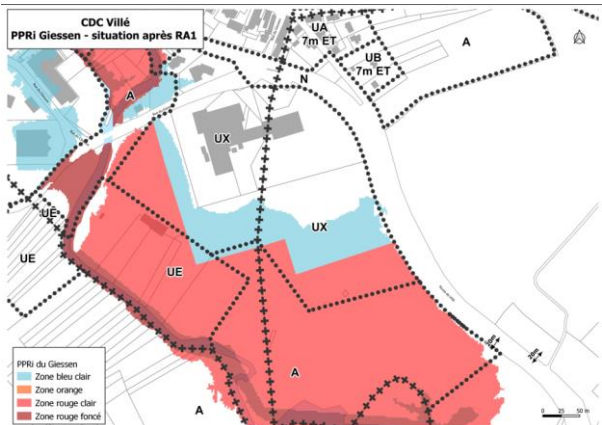 CDC Villé
PPRi Giessen - situation après RA1
UA
7m ET
UB
7m ET
A
N
A
UX
UX
UE
UE
UE
A
A
PPRi du Giessen
Zone bleu clair
Zone orange
Zone rouge clair
Zone rouge foncé
20m
0
25
50 m